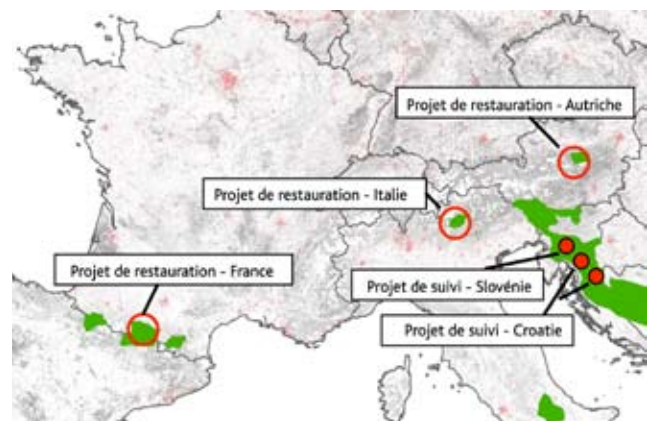 Projet de restauration - Autriche
Projet de restauration - Italie
Projet de restauration - France
Projet de suivi - Slovénie
Projet de suivi - Croatie